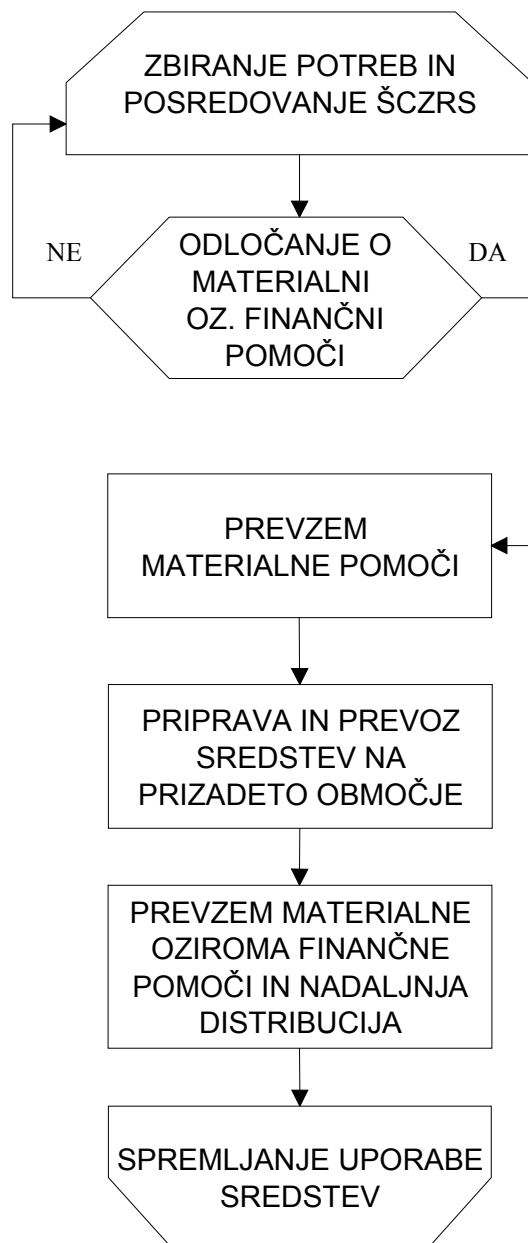 ZBIRANJE POTREB IN
POSREDOVANJE ŠCZRS
NE
ODLOČANJE O
MATERIALNI
OZ. FINANČNI
POMOČI
DA
PREVZEM
MATERIALNE POMOČI
PRIPRAVA IN PREVOZ
SREDSTEV NA
PRIZADETO OBMOČJE
PREVZEM MATERIALNE
OZIROMA FINANČNE
POMOČI IN NADALJNJA
DISTRIBUCIJA
SPREMLJANJE UPORABE
SREDSTEV